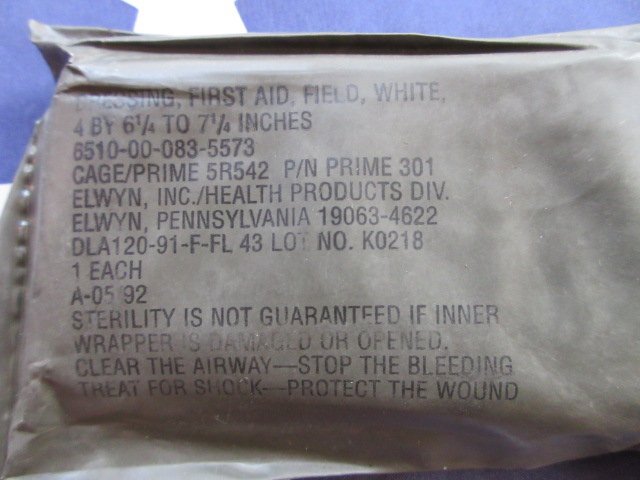 DRESSING, FIRST AID, FIELD, WHITE,
4 BY 6¼ TO 7¼ INCHES
6510-00-083-5573
CAGE/PRIME 5R542 P/N PRIME 301
ELWYN, INC./HEALTH PRODUCTS DIV.
ELWYN, PENNSYLVANIA 19063-4622
DLA120-91-F-FL 43 LOT NO. K0218
1 EACH
A-05 92
STERILITY IS NOT GUARANTEED IF INNER
WRAPPER IS DAMAGED OR OPENED.
CLEAR THE AIRWAY—STOP THE BLEEDING
TREAT FOR SHOCK—PROTECT THE WOUND